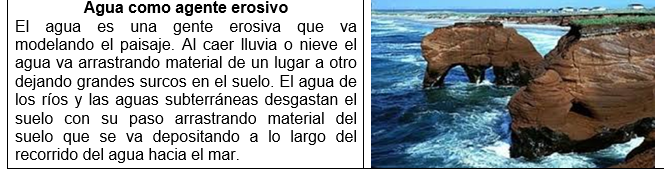 Agua como agente erosivo
El agua es una gente erosiva que va
modelando el paisaje. Al caer lluvia o nieve el
agua va arrastrando material de un lugar a otro
dejando grandes surcos en el suelo. El agua de
los ríos y las aguas subterráneas desgastan el
suelo con su paso arrastrando material del
suelo que se va depositando a lo largo del
recorrido del agua hacia el mar.